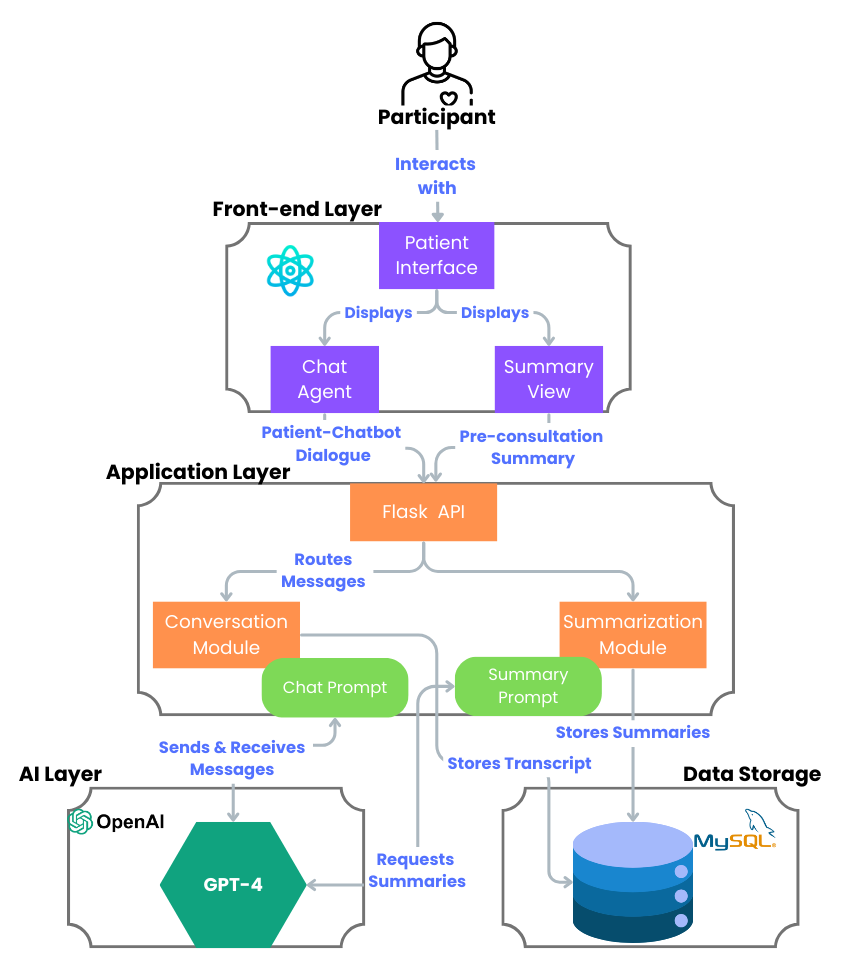 Participant
Interacts
with
Front-end Layer
Patient
Interface
Displays
Displays
Chat
Agent
Summary
View
Patient-Chatbot
Dialogue
Pre-consultation
Summary
Application Layer
Flask API
Routes
Messages
Conversation
Module
Summarization
Module
Chat Prompt
Summary
Prompt
Sends & Receives
Messages
Stores Summaries
Stores Transcript
AI Layer
Data Storage
OpenAI
MySQL
GPT-4
Requests
Summaries